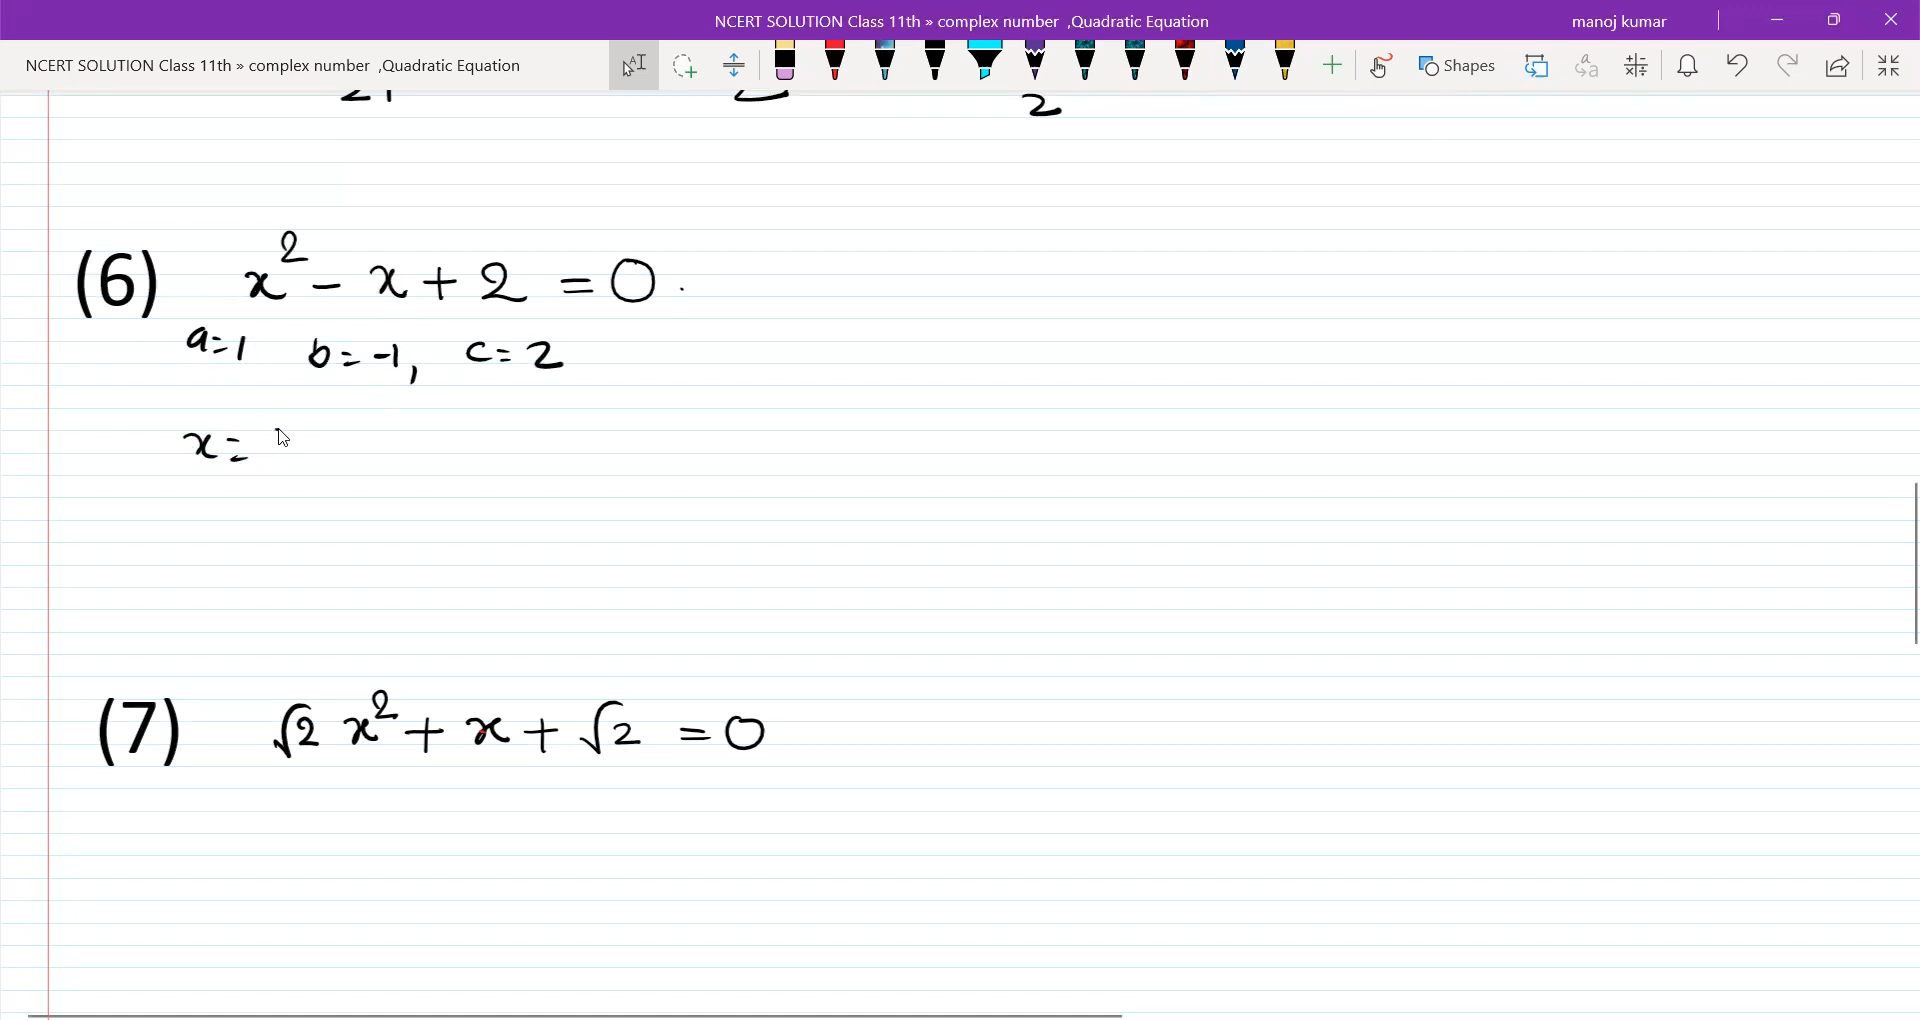 NCERT SOLUTION Class 11th » complex number ,Quadratic Equation
manoj kumar
NCERT SOLUTION Class 11th » complex number ,Quadratic Equation
Shapes
2
(6) x² - x + 2 = 0 .
a=1 b=-1, c=2
x=
(7) √2 x² + x + √2 = 0